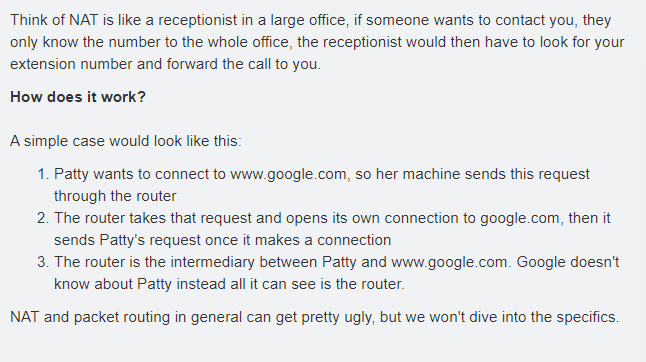 Think of NAT is like a receptionist in a large office, if someone wants to contact you, they
only know the number to the whole office, the receptionist would then have to look for your
extension number and forward the call to you.
How does it work?
A simple case would look like this:
1. Patty wants to connect to www.google.com, so her machine sends this request
through the router
2. The router takes that request and opens its own connection to google.com, then it
sends Patty's request once it makes a connection
3. The router is the intermediary between Patty and www.google.com. Google doesn't
know about Patty instead all it can see is the router.
NAT and packet routing in general can get pretty ugly, but we won't dive into the specifics.